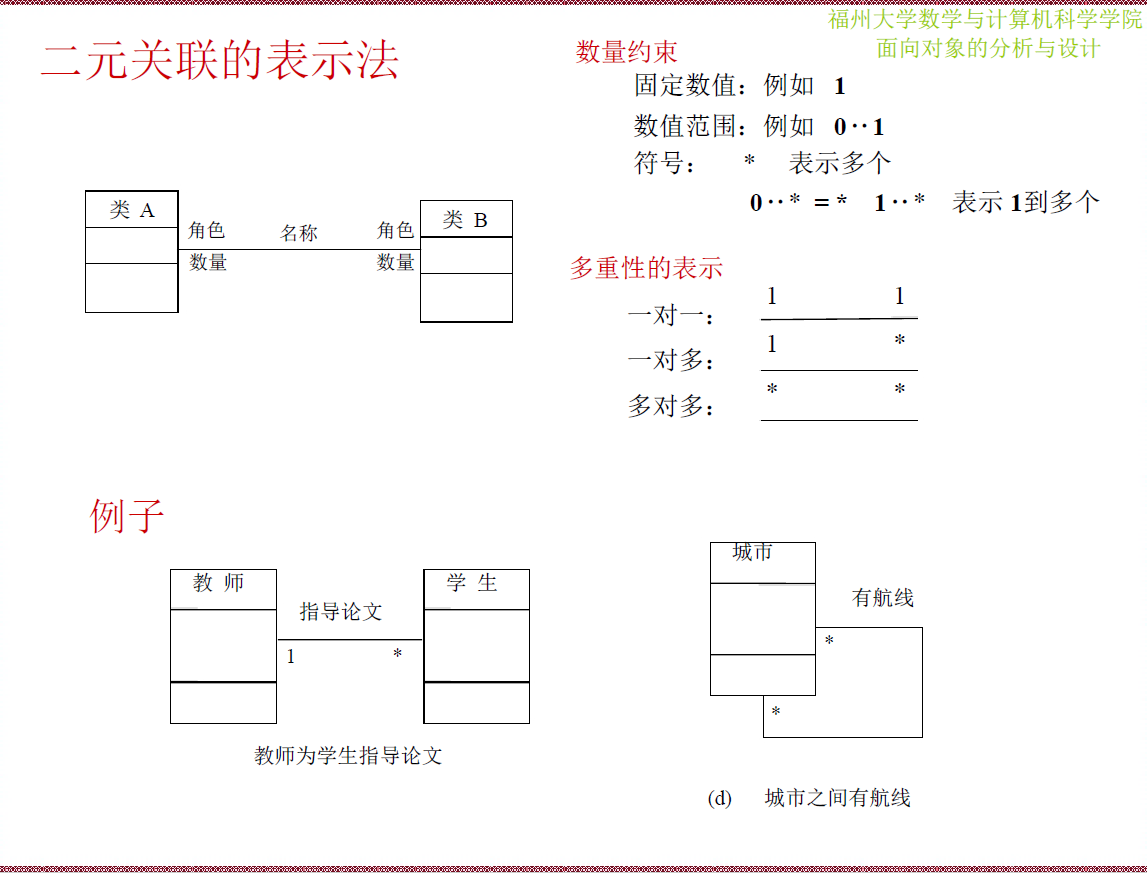 福州大学数学与计算机科学学院
面向对象的分析与设计
二元关联的表示法
类 A
角色 名称 角色
数量 数量
类 B
数量约束
固定数值：例如 1
数值范围：例如 0··1
符号： * 表示多个
0··* = * 1··* 表示 1到多个
多重性的表示
一对一： 1 1
一对多： 1 *
多对多： * *
例子
教 师
指导论文
1 *
学 生
教师为学生指导论文
城市
有航线
*
*
(d) 城市之间有航线